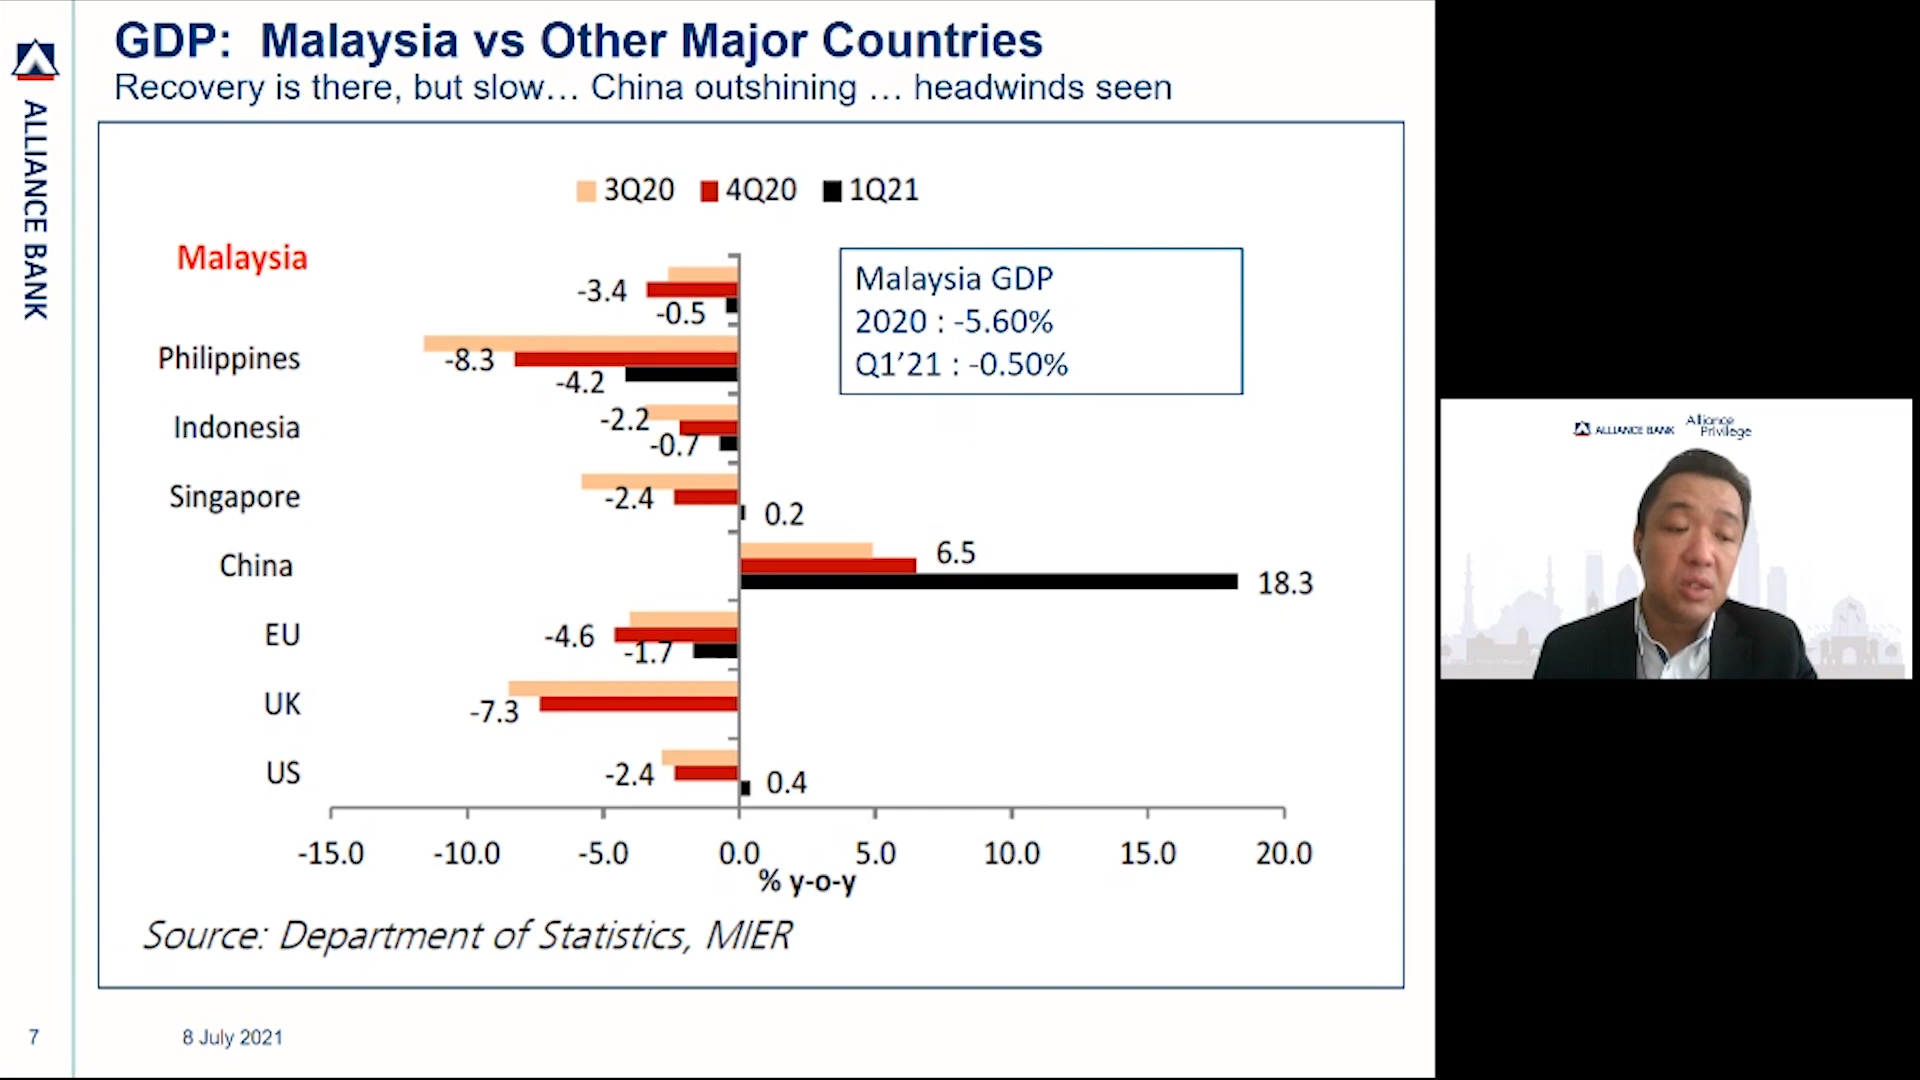 GDP: Malaysia vs Other Major Countries
Recovery is there, but slow... China outshining ... headwinds seen
ALLIANCE BANK
3Q20 4Q20 1Q21
Malaysia
-3.4
-0.5
Malaysia GDP
2020 : -5.60%
Q1'21 : -0.50%
Philippines
-8.3
-4.2
Indonesia
-2.2
-0.7
Singapore
-2.4
0.2
China
6.5
18.3
EU
-4.6
-1.7
UK
-7.3
US
-2.4
0.4
-15.0 -10.0 -5.0 0.0 5.0 10.0 15.0 20.0
% y-o-y
Source: Department of Statistics, MIER
7
8 July 2021
ALLIANCE BANK
Alliance
Privilege